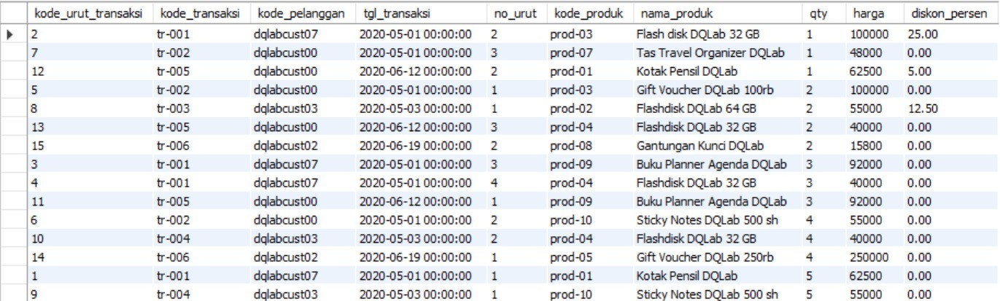 kode_urut_transaksi kode_transaksi kode_pelanggan tgl_transaksi no_urut kode_produk nama_produk qty harga diskon_persen
2 tr-001 dqlabcust07 2020-05-01 00:00:00 2 prod-03 Flash disk DQLab 32 GB 1 100000 25.00
7 tr-002 dqlabcust00 2020-05-01 00:00:00 3 prod-07 Tas Travel Organizer DQLab 1 48000 0.00
12 tr-005 dqlabcust00 2020-06-12 00:00:00 2 prod-01 Kotak Pensil DQLab 1 62500 5.00
5 tr-002 dqlabcust00 2020-05-01 00:00:00 1 prod-03 Gift Voucher DQLab 100rb 2 100000 0.00
8 tr-003 dqlabcust03 2020-05-03 00:00:00 1 prod-02 Flashdisk DQLab 64 GB 2 55000 12.50
13 tr-005 dqlabcust00 2020-06-12 00:00:00 3 prod-04 Flashdisk DQLab 32 GB 2 40000 0.00
15 tr-006 dqlabcust02 2020-06-19 00:00:00 2 prod-08 Gantungan Kunci DQLab 2 15800 0.00
3 tr-001 dqlabcust07 2020-05-01 00:00:00 3 prod-09 Buku Planner Agenda DQLab 3 92000 0.00
4 tr-001 dqlabcust07 2020-05-01 00:00:00 4 prod-04 Flashdisk DQLab 32 GB 3 40000 0.00
11 tr-005 dqlabcust00 2020-06-12 00:00:00 1 prod-09 Buku Planner Agenda DQLab 3 92000 0.00
6 tr-002 dqlabcust00 2020-05-01 00:00:00 2 prod-10 Sticky Notes DQLab 500 sh 4 55000 0.00
10 tr-004 dqlabcust03 2020-05-03 00:00:00 2 prod-04 Flashdisk DQLab 32 GB 4 40000 0.00
14 tr-006 dqlabcust02 2020-06-19 00:00:00 1 prod-05 Gift Voucher DQLab 250rb 4 250000 0.00
1 tr-001 dqlabcust07 2020-05-01 00:00:00 1 prod-01 Kotak Pensil DQLab 5 62500 0.00
9 tr-004 dqlabcust03 2020-05-03 00:00:00 1 prod-10 Sticky Notes DQLab 500 sh 5 55000 0.00